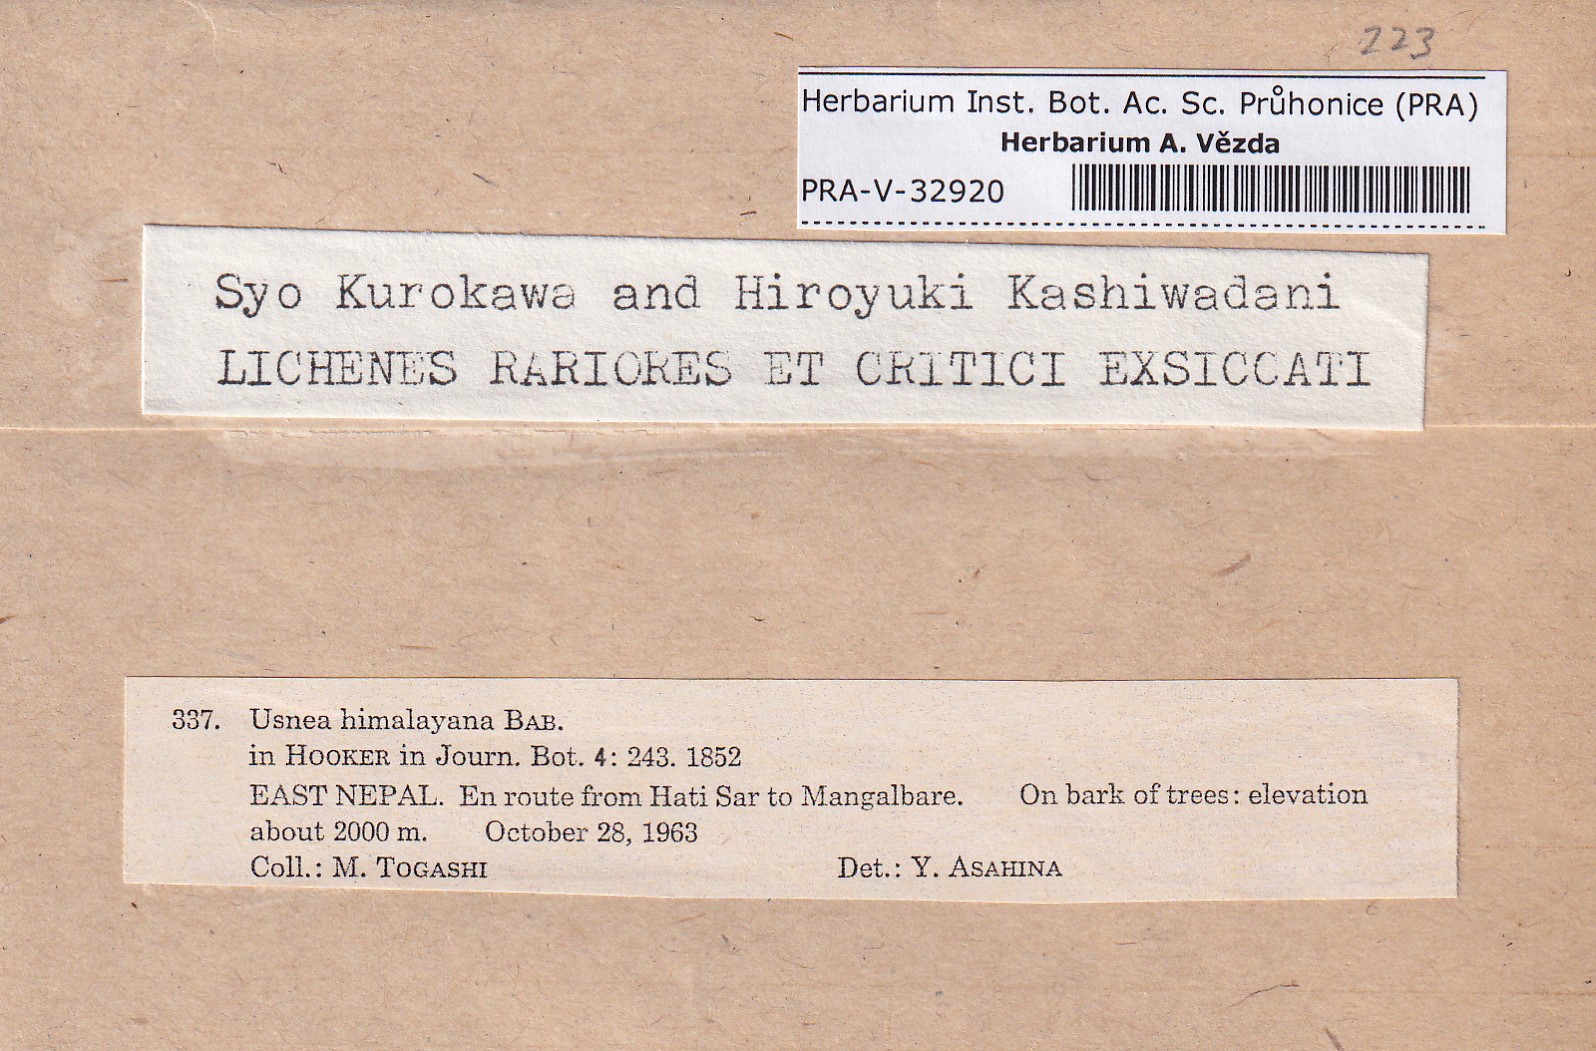 223
Herbarium Inst. Bot. Ac. Sc. Průhonice (PRA)
Herbarium A. Vězda
PRA-V-32920
Syo Kurokawa and Hiroyuki Kashiwadani
LICHENES RARIORES ET CRITICI EXSICCATI
337. Usnea himalayana BAB.
in HOOKER in Journ. Bot. 4: 243. 1852
EAST NEPAL. En route from Hati Sar to Mangalbare. On bark of trees: elevation
about 2000 m. October 28, 1963
Coll.: M. TOGASHI Det.: Y. ASAHINA